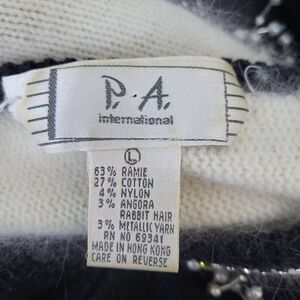 P.A.
international
L
63% RAMIE
27% COTTON
4% NYLON
3% ANGORA
RABBIT HAIR
3% METALLIC YARN
RN NO 69341
MADE IN HONG KONG
CARE ON REVERSE